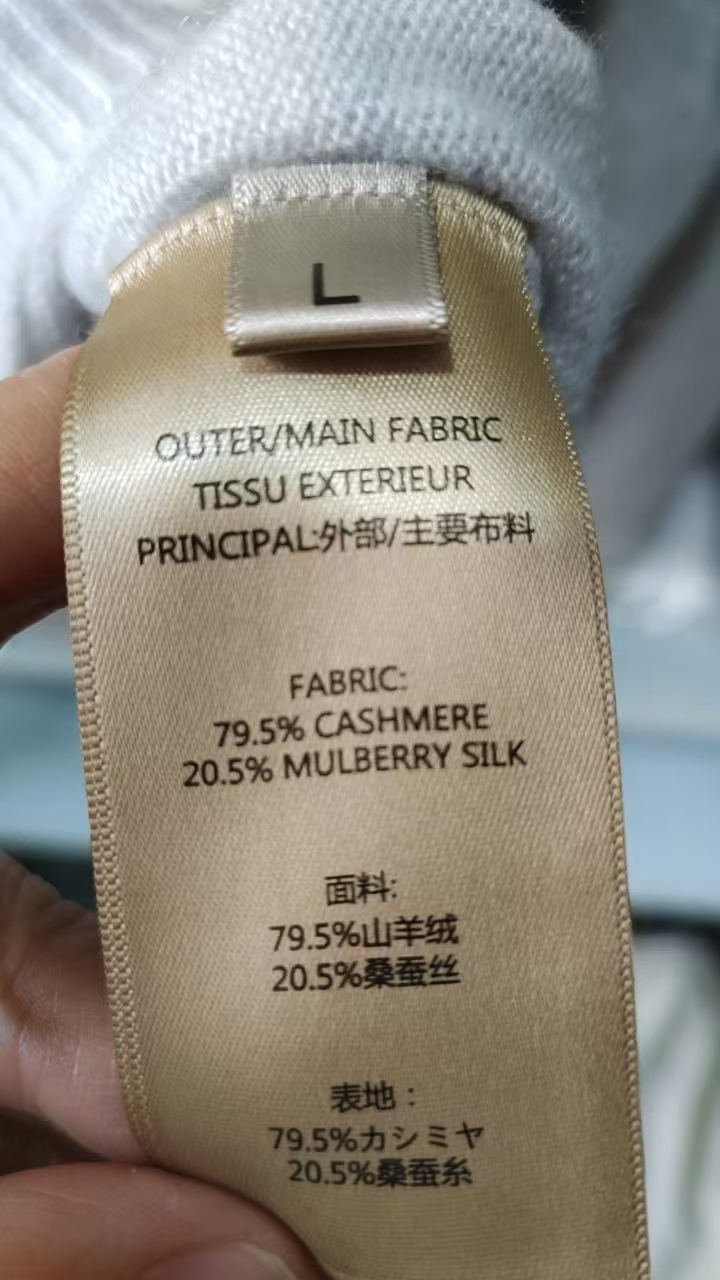 L
OUTER/MAIN FABRIC
TISSU EXTERIEUR
PRINCIPAL:外部/主要布料
FABRIC:
79.5% CASHMERE
20.5% MULBERRY SILK
面料:
79.5%山羊绒
20.5%桑蚕丝
表地：
79.5%カシミヤ
20.5%桑蚕糸